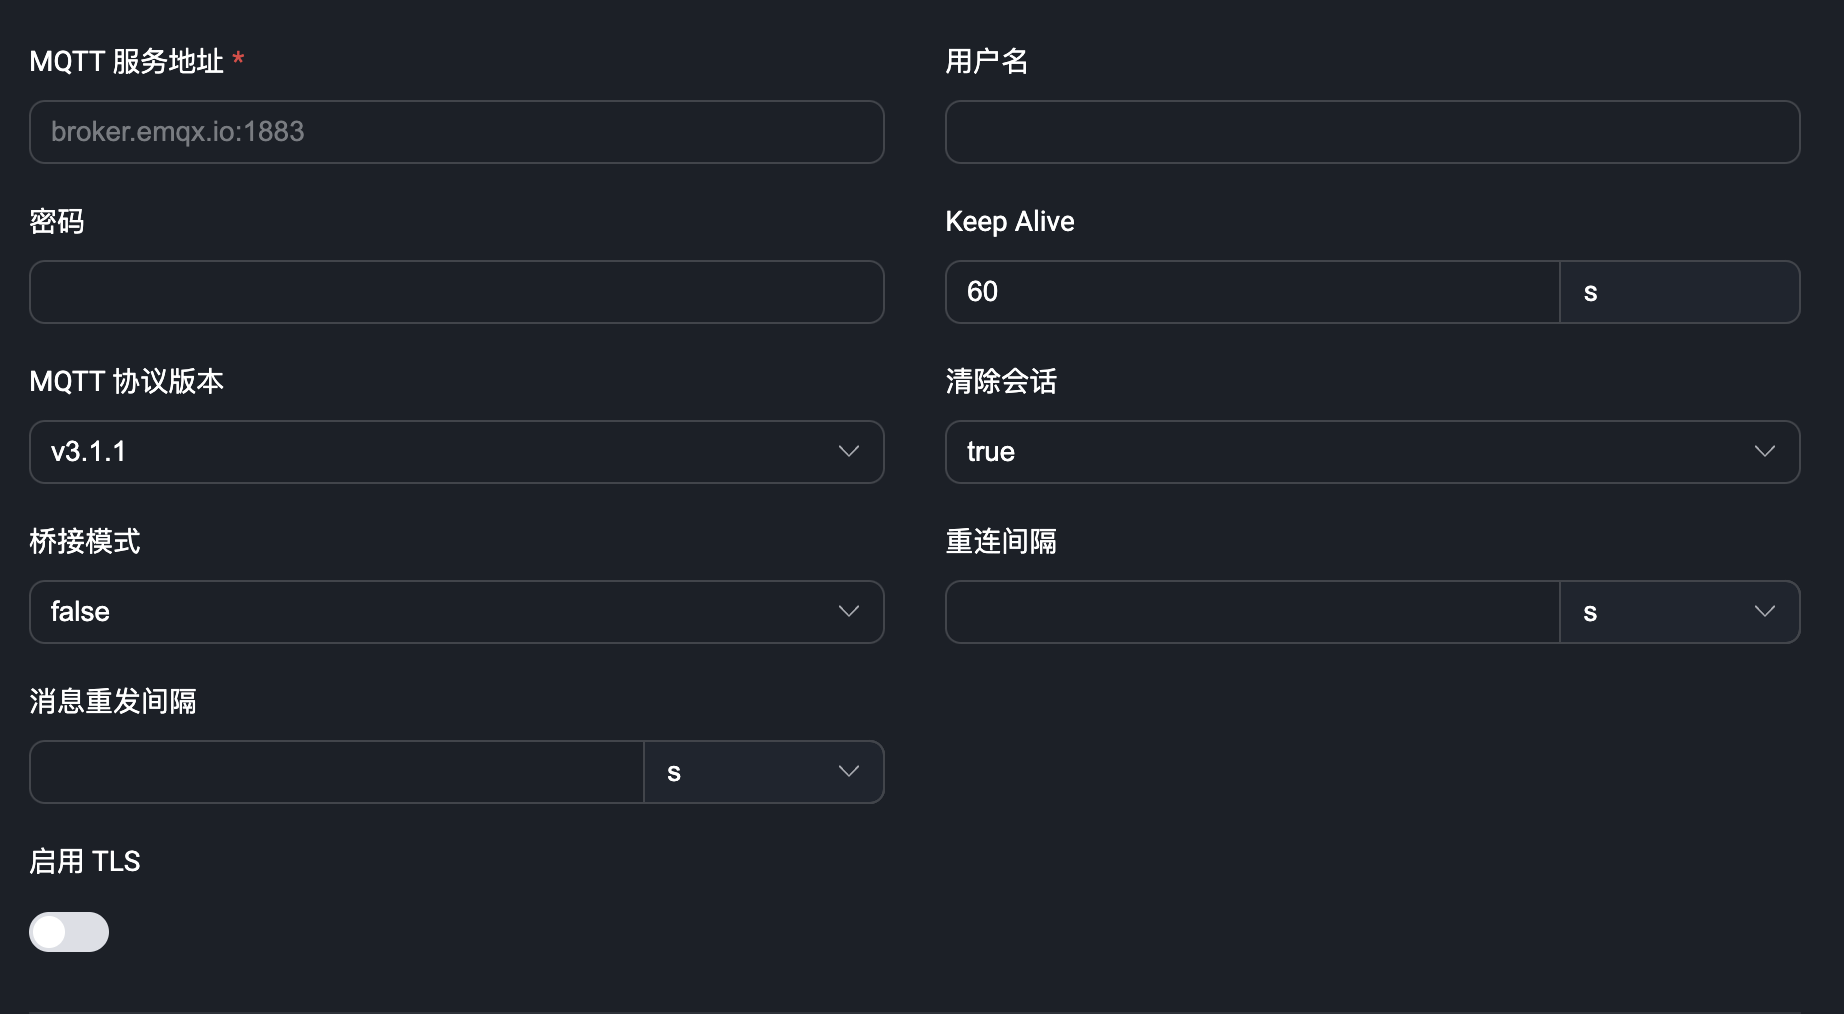 MQTT 服务地址 *
用户名
broker.emqx.io:1883
密码
Keep Alive
60
s
MQTT 协议版本
清除会话
v3.1.1
true
桥接模式
重连间隔
false
s
消息重发间隔
s
启用 TLS